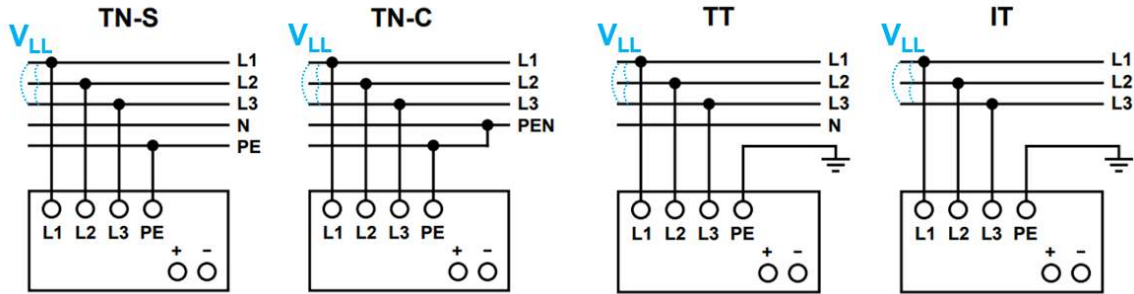 TN-S
TN-C
TT
IT
VLL
L1
L2
L3
N
PE
L1 L2 L3 PE
+ −
VLL
L1
L2
L3
PEN
L1 L2 L3 PE
+ −
VLL
L1
L2
L3
N
L1 L2 L3 PE
+ −
VLL
L1
L2
L3
L1 L2 L3 PE
+ −